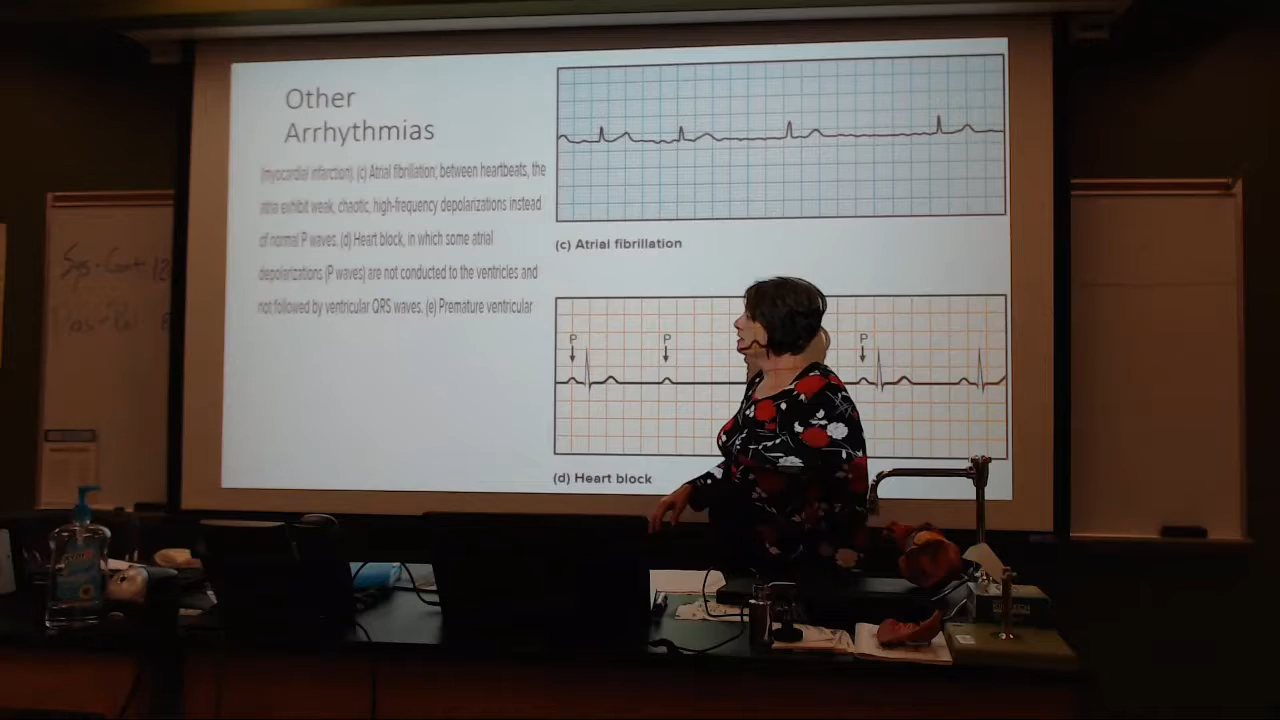 Other
Arrhythmias
(myocardial infarction). (c) Atrial fibrillation; between heartbeats, the
atria exhibit weak, chaotic, high-frequency depolarizations instead
of normal P waves. (d) Heart block, in which some atrial
depolarizations (P waves) are not conducted to the ventricles and
not followed by ventricular QRS waves. (e) Premature ventricular
(c) Atrial fibrillation
P
P
P
(d) Heart block